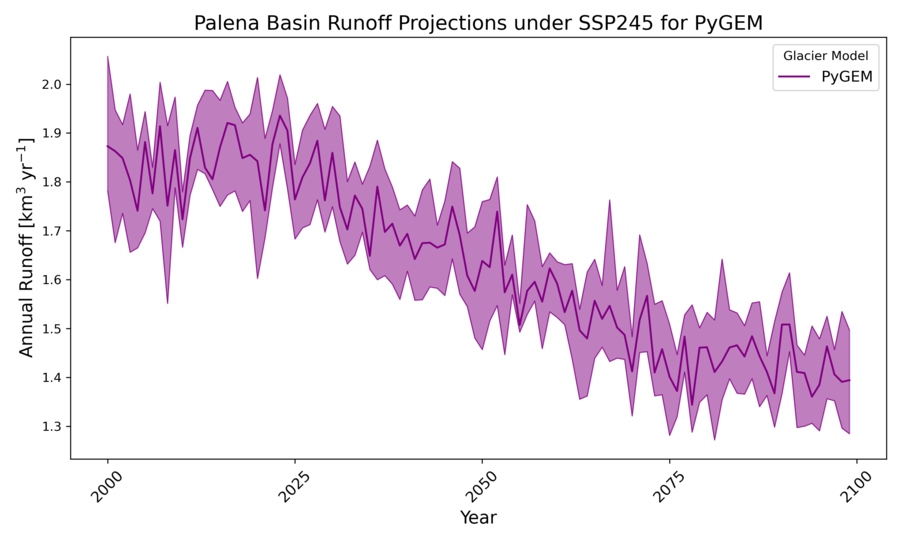 Palena Basin Runoff Projections under SSP245 for PyGEM
Glacier Model
PyGEM
Annual Runoff [km³ yr⁻¹]
2.0
1.9
1.8
1.7
1.6
1.5
1.4
1.3
2000
2025
2050
2075
2100
Year